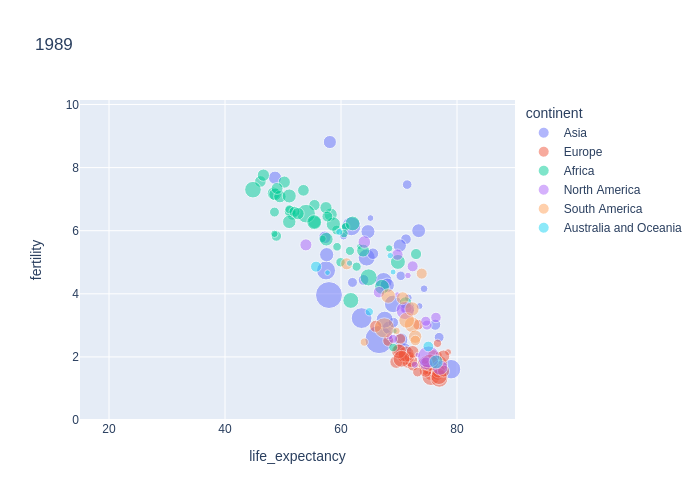 1989
continent
Asia
Europe
Africa
North America
South America
Australia and Oceania
fertility
10
8
6
4
2
0
20 40 60 80
life_expectancy